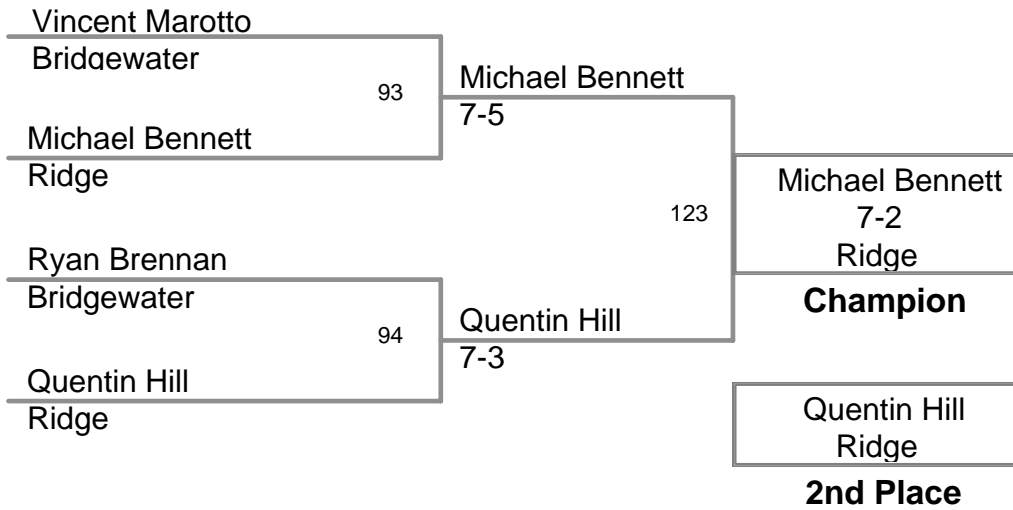 Vincent Marotto
Bridgewater
93
Michael Bennett
7-5
Michael Bennett
Ridge
123
Michael Bennett
7-2
Ridge
Champion
Ryan Brennan
Bridgewater
94
Quentin Hill
7-3
Quentin Hill
Ridge
Quentin Hill
Ridge
2nd Place